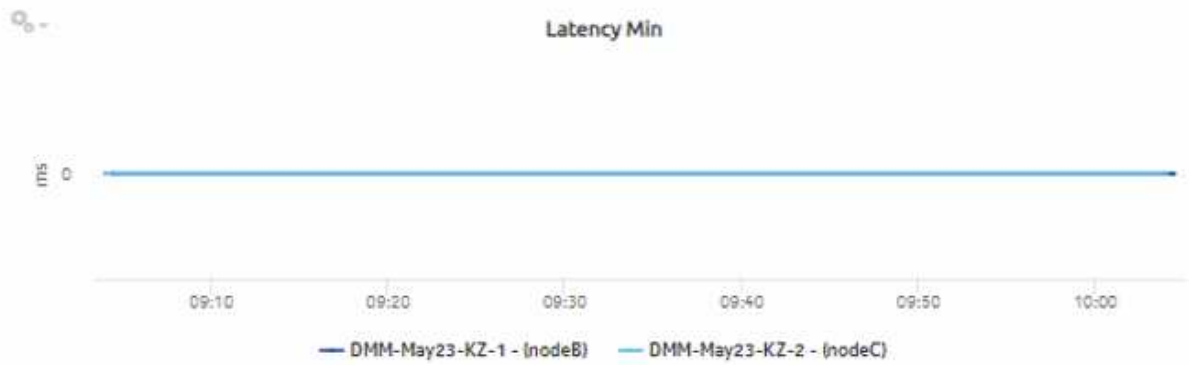 Latency Min
ms 0
09:10 09:20 09:30 09:40 09:50 10:00
DMM-May23-KZ-1 - (nodeB) DMM-May23-KZ-2 - (nodeC)